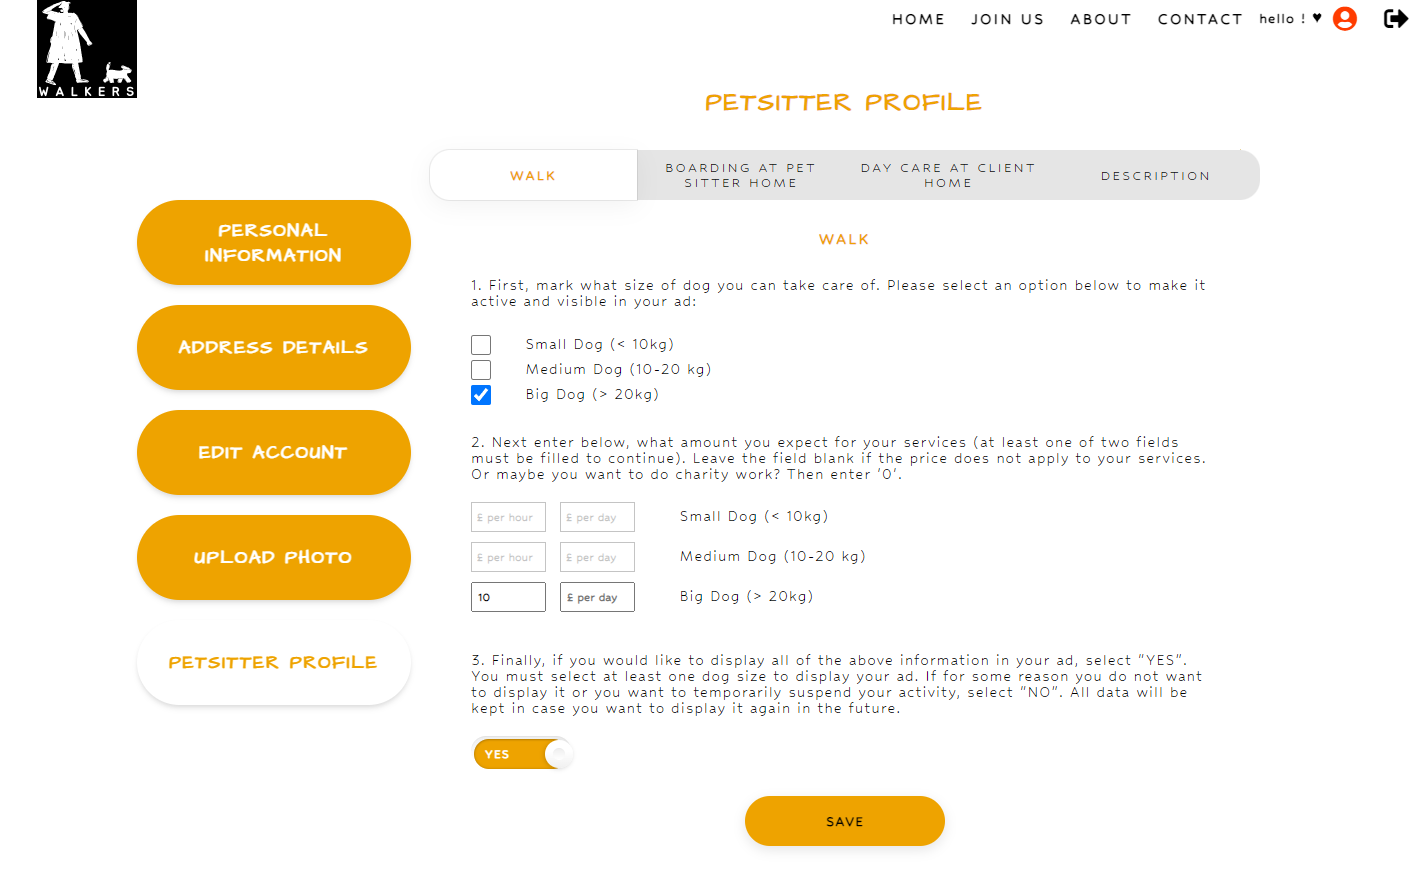 WALKERS
HOME JOIN US ABOUT CONTACT hello ! ♥
PETSITTER PROFILE
WALK
BOARDING AT PET
SITTER HOME
DAY CARE AT CLIENT
HOME
DESCRIPTION
PERSONAL
INFORMATION
ADDRESS DETAILS
EDIT ACCOUNT
UPLOAD PHOTO
PETSITTER PROFILE
WALK
1. First, mark what size of dog you can take care of. Please select an option below to make it
active and visible in your ad:
Small Dog (< 10kg)
Medium Dog (10-20 kg)
Big Dog (> 20kg)
2. Next enter below, what amount you expect for your services (at least one of two fields
must be filled to continue). Leave the field blank if the price does not apply to your services.
Or maybe you want to do charity work? Then enter '0'.
£ per hour £ per day Small Dog (< 10kg)
£ per hour £ per day Medium Dog (10-20 kg)
10 £ per day Big Dog (> 20kg)
3. Finally, if you would like to display all of the above information in your ad, select "YES".
You must select at least one dog size to display your ad. If for some reason you do not want
to display it or you want to temporarily suspend your activity, select "NO". All data will be
kept in case you want to display it again in the future.
YES
SAVE